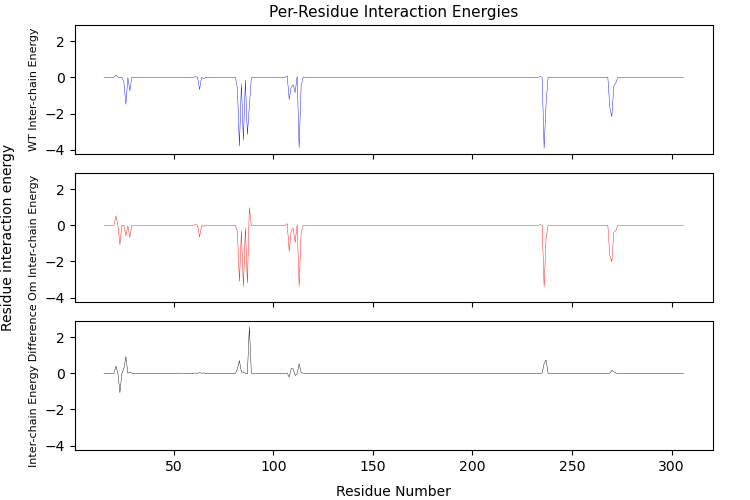 Per-Residue Interaction Energies
Residue interaction energy
WT Inter-chain Energy
2
0
−2
−4
Om Inter-chain Energy
2
0
−2
−4
Inter-chain Energy Difference
2
0
−2
−4
50 100 150 200 250 300
Residue Number